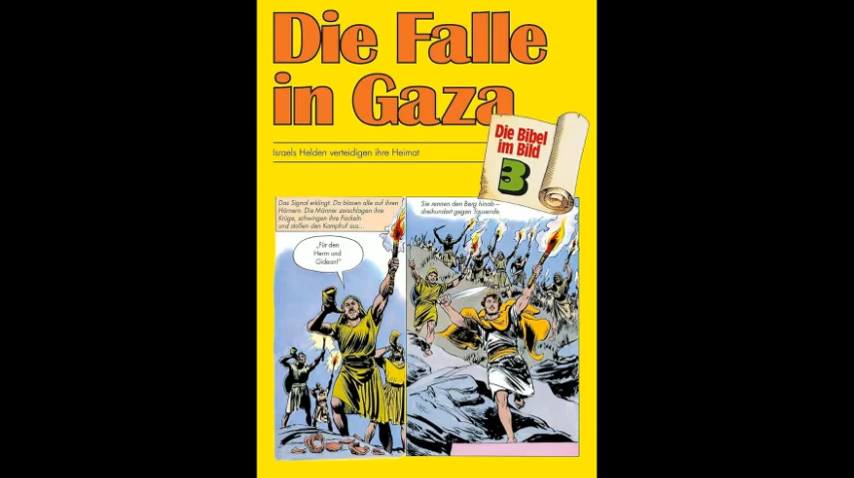 Die Falle
in Gaza
Die Bibel
im Bild
3
Israels Helden verteidigen ihre Heimat
Das Signal erklingt. Da blasen alle auf ihren
Hörnern. Die Männer zerschlagen ihre
Krüge, schwingen ihre Fackeln
und stoßen den Kampfruf aus...
„Für den
Herrn und
Gideon!“
Sie rennen den Berg hinab –
dreihundert gegen Tausende.